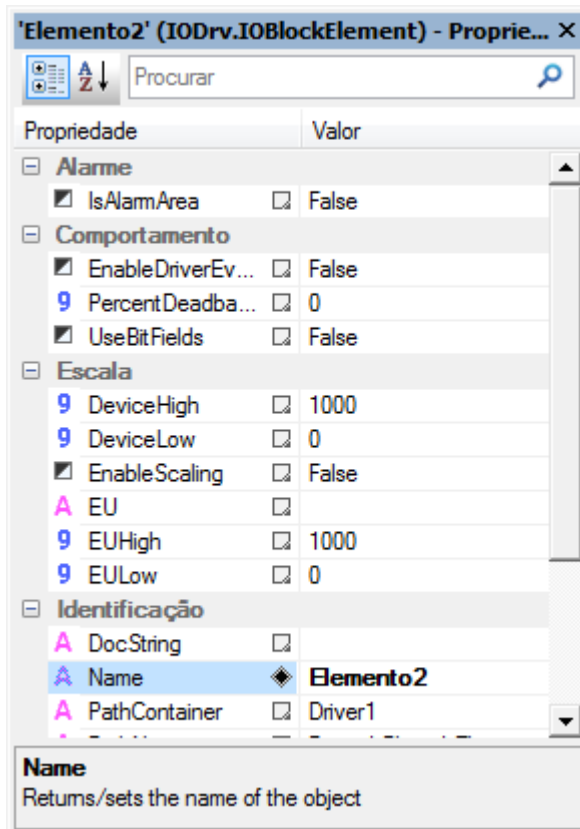 'Elemento2' (IODrv.IOBlockElement) - Proprie...
Procurar
Propriedade Valor
Alarme
IsAlarmArea False
Comportamento
EnableDriverEv... False
PercentDeadba... 0
UseBitFields False
Escala
DeviceHigh 1000
DeviceLow 0
EnableScaling False
EU
EUHigh 1000
EULow 0
Identificação
DocString
Name Elemento2
PathContainer Driver1
Name
Returns/sets the name of the object